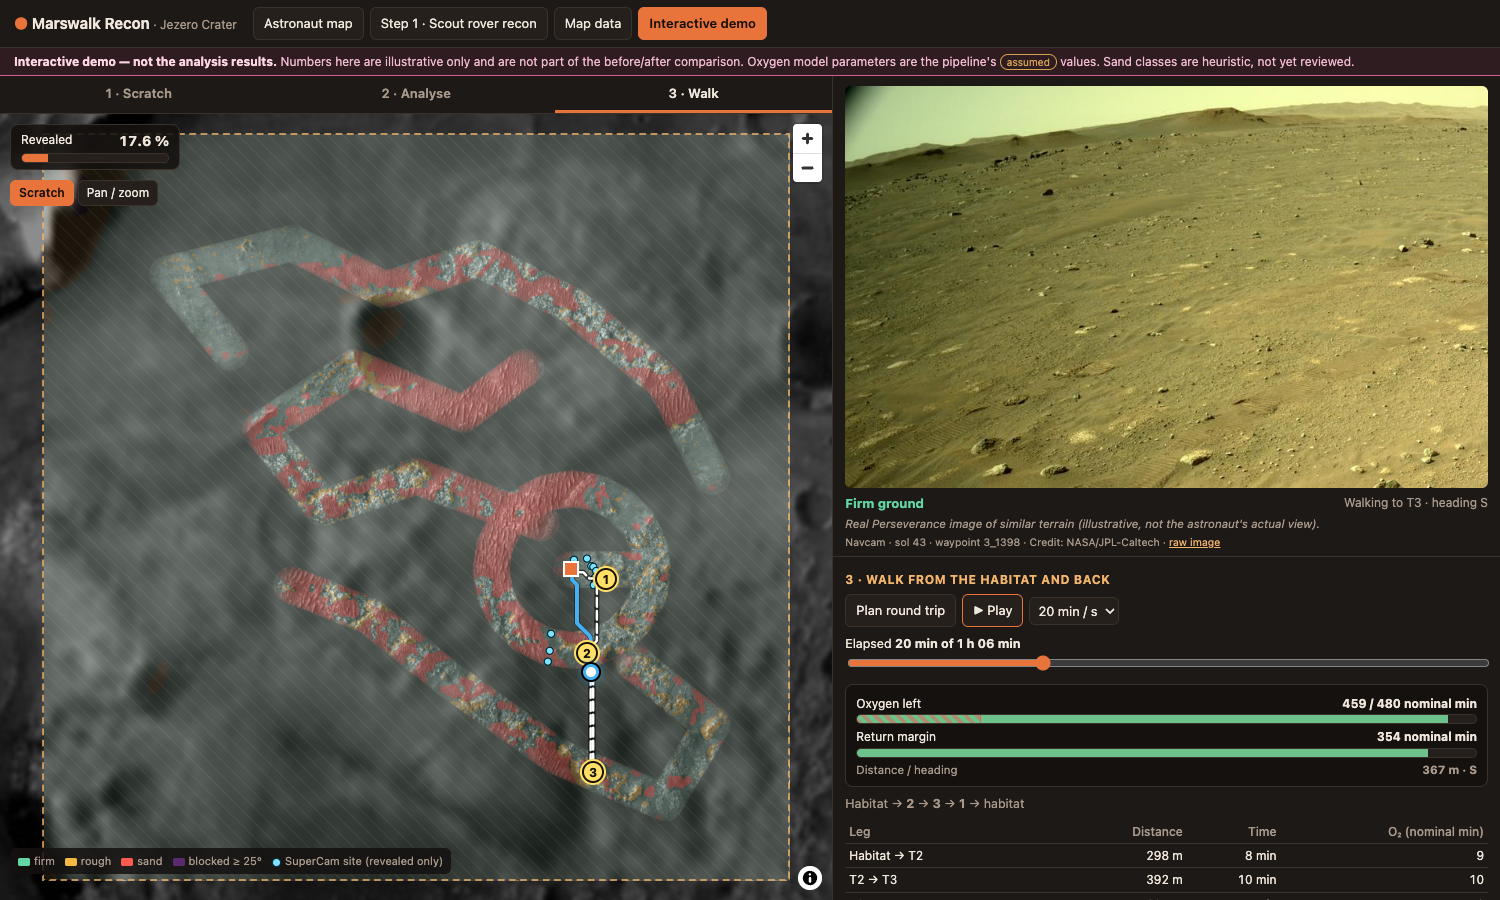 Marswalk Recon · Jezero Crater
Astronaut map
Step 1 · Scout rover recon
Map data
Interactive demo
Interactive demo — not the analysis results. Numbers here are illustrative only and are not part of the before/after comparison. Oxygen model parameters are the pipeline's assumed values. Sand classes are heuristic, not yet reviewed.
1 · Scratch
2 · Analyse
3 · Walk
Revealed 17.6 %
Scratch
Pan / zoom
+
−
1
2
3
firm
rough
sand
blocked ≥ 25°
SuperCam site (revealed only)
Firm ground
Walking to T3 · heading S
Real Perseverance image of similar terrain (illustrative, not the astronaut's actual view).
Navcam · sol 43 · waypoint 3_1398 · Credit: NASA/JPL-Caltech · raw image
3 · WALK FROM THE HABITAT AND BACK
Plan round trip
▶ Play
20 min / s
Elapsed 20 min of 1 h 06 min
Oxygen left 459 / 480 nominal min
Return margin 354 nominal min
Distance / heading 367 m · S
Habitat → 2 → 3 → 1 → habitat
Leg Distance Time O₂ (nominal min)
Habitat → T2 298 m 8 min 9
T2 → T3 392 m 10 min 10